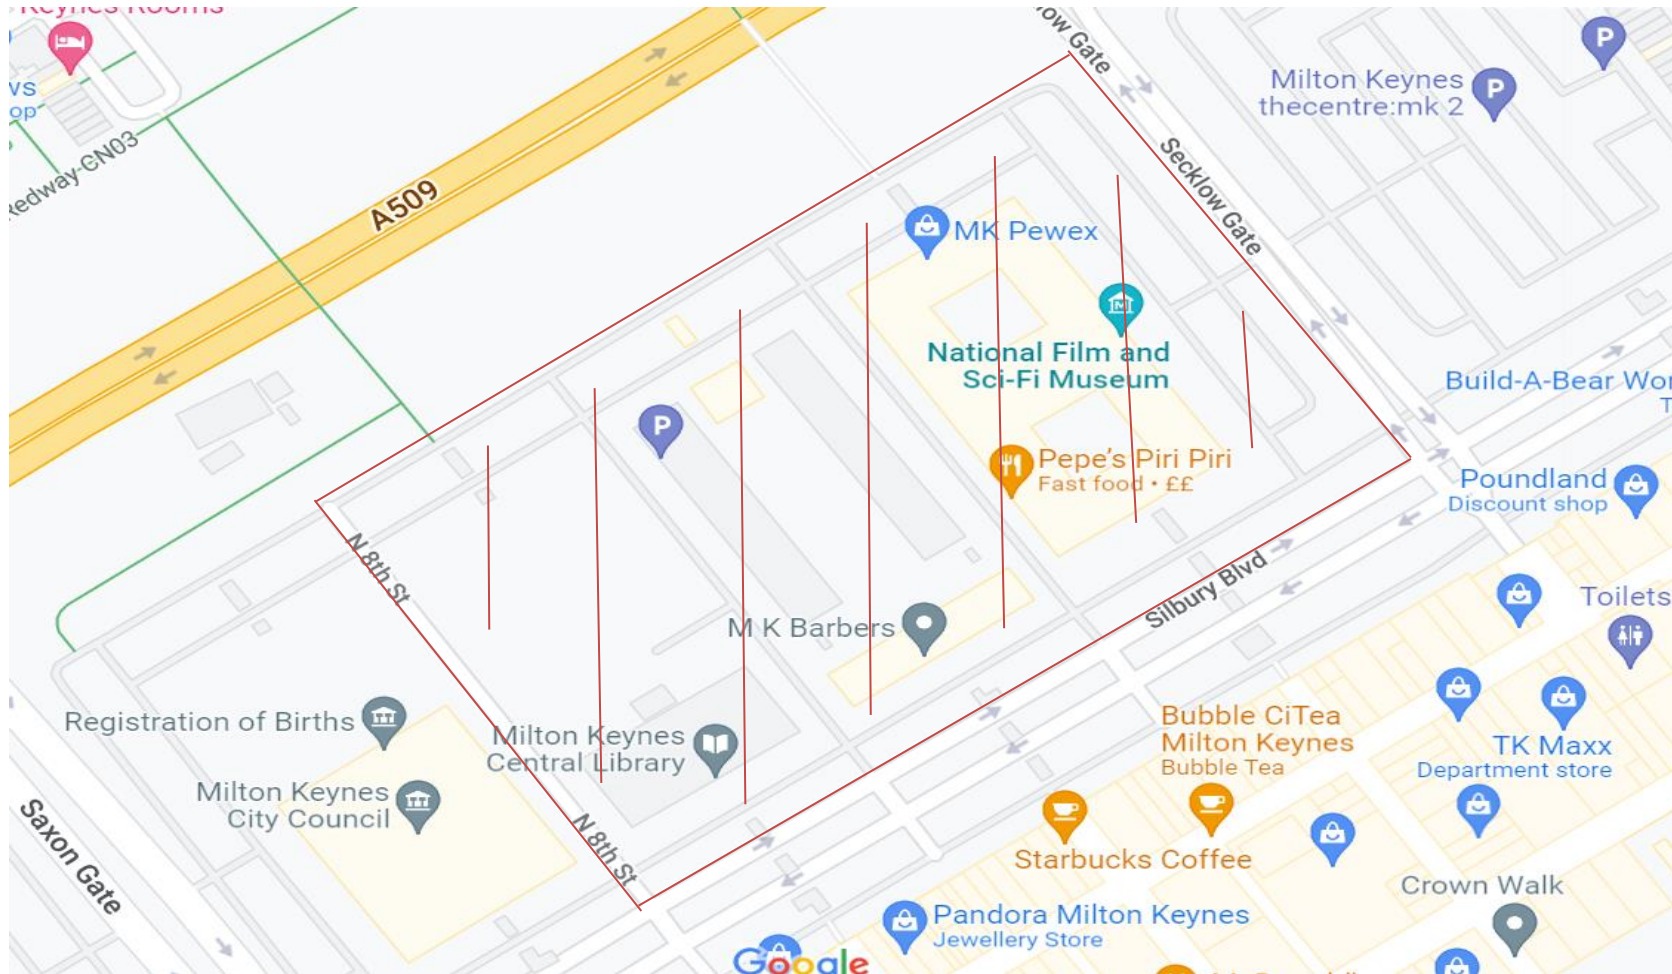 Keynes Rooms
Redway-CN03
A509
Secklow Gate
Milton Keynes
thecentre:mk 2
P
P
MK Pewex
National Film and
Sci-Fi Museum
P
Pepe's Piri Piri
Fast food • ££
N 8th St
M K Barbers
Silbury Blvd
Poundland
Discount shop
Toilets
Registration of Births
Milton Keynes
Central Library
Milton Keynes
City Council
Bubble CiTea
Milton Keynes
Bubble Tea
TK Maxx
Department store
Saxon Gate
N 8th St
Starbucks Coffee
Crown Walk
Pandora Milton Keynes
Jewellery Store
Google
Build-A-Bear
Gate